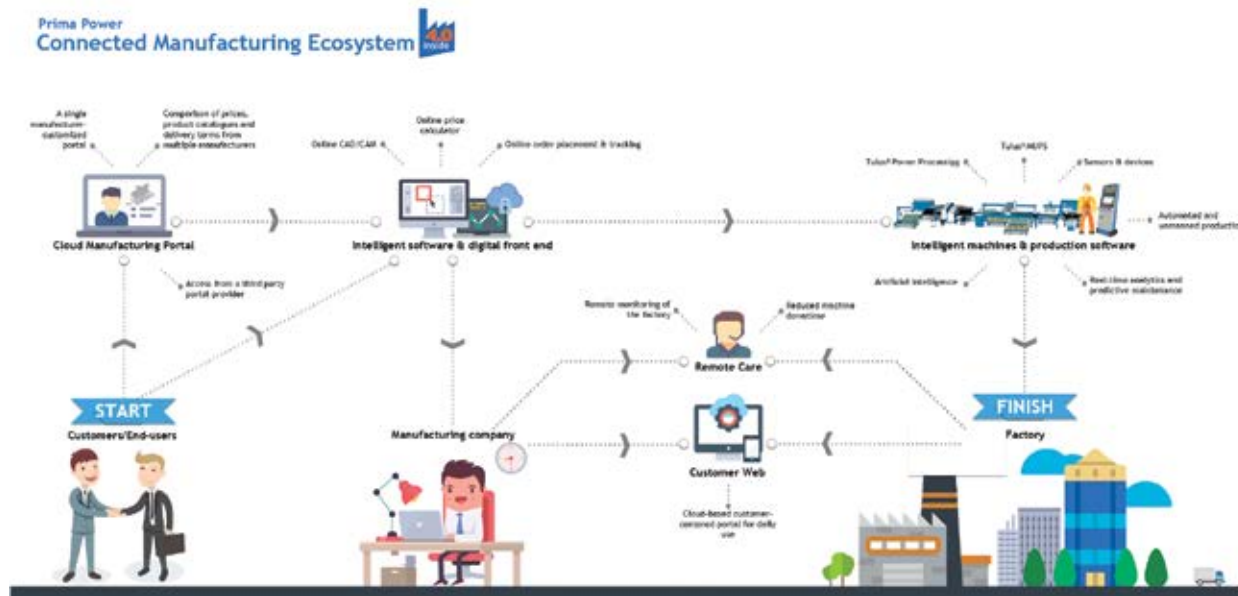 Prima Power
Connected Manufacturing Ecosystem
4.0
inside
A single
manufacturer-
customized
portal
Comparison of prices,
product catalogues and
delivery terms from
multiple manufacturers
Online CAD/CAM
Online price
calculator
Online order placement & tracking
Tulus® Power Processing
Tulus® MES
Sensors & devices
Automated and
unmanned production
Cloud Manufacturing Portal
Intelligent software & digital front end
Intelligent machines & production software
Access from a third party
portal provider
Artificial intelligence
Real-time analytics and
predictive maintenance
Remote monitoring of
the factory
Reduced machine
downtime
Remote Care
START
Customers/End-users
Manufacturing company
FINISH
Factory
Customer Web
Cloud-based customer-
centered portal for daily
use